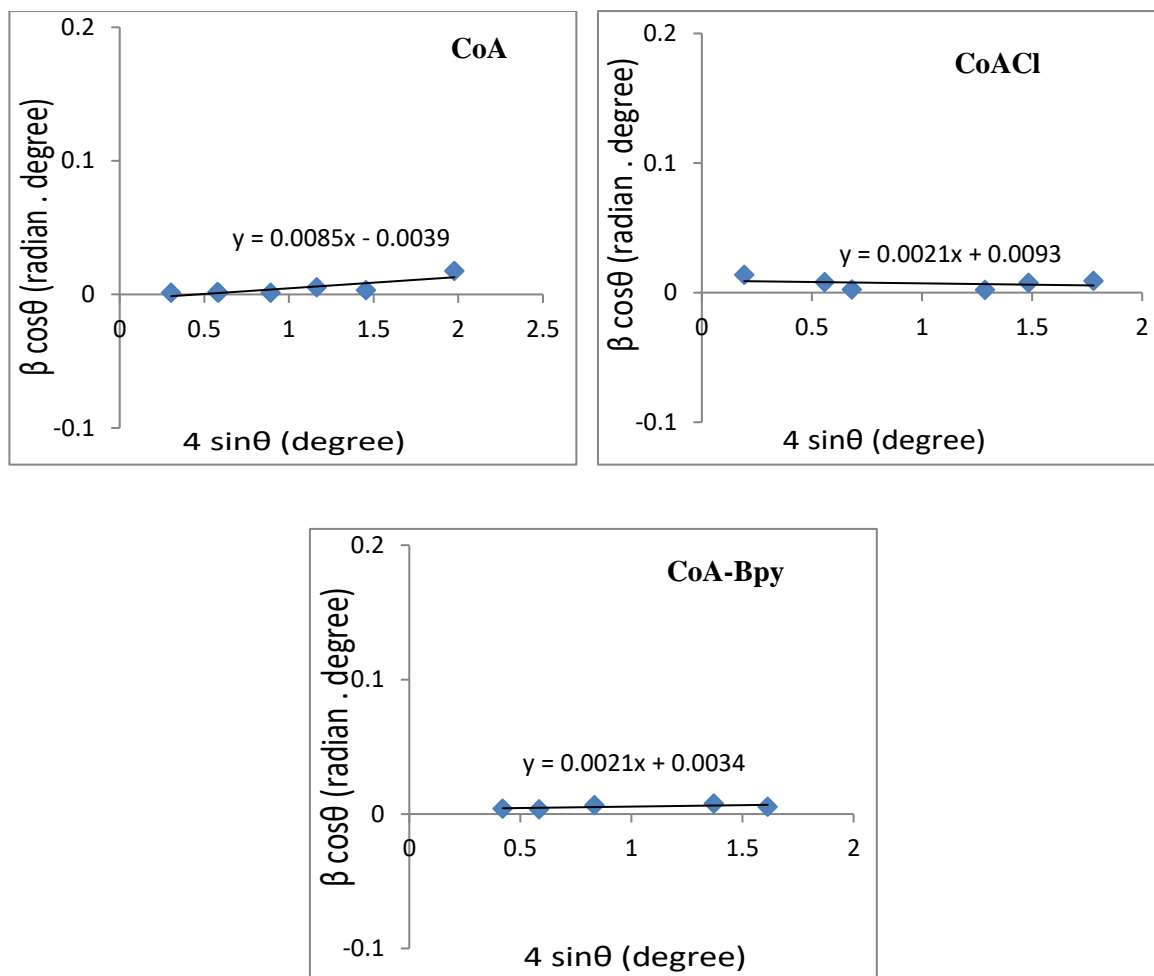 CoA
0.2
0.1
0
-0.1
β cosθ (radian . degree)
y = 0.0085x - 0.0039
0 0.5 1 1.5 2 2.5
4 sinθ (degree)
CoACl
0.2
0.1
0
-0.1
β cosθ (radian . degree)
y = 0.0021x + 0.0093
0 0.5 1 1.5 2
4 sinθ (degree)
CoA-Bpy
0.2
0.1
0
-0.1
β cosθ (radian . degree)
y = 0.0021x + 0.0034
0 0.5 1 1.5 2
4 sinθ (degree)